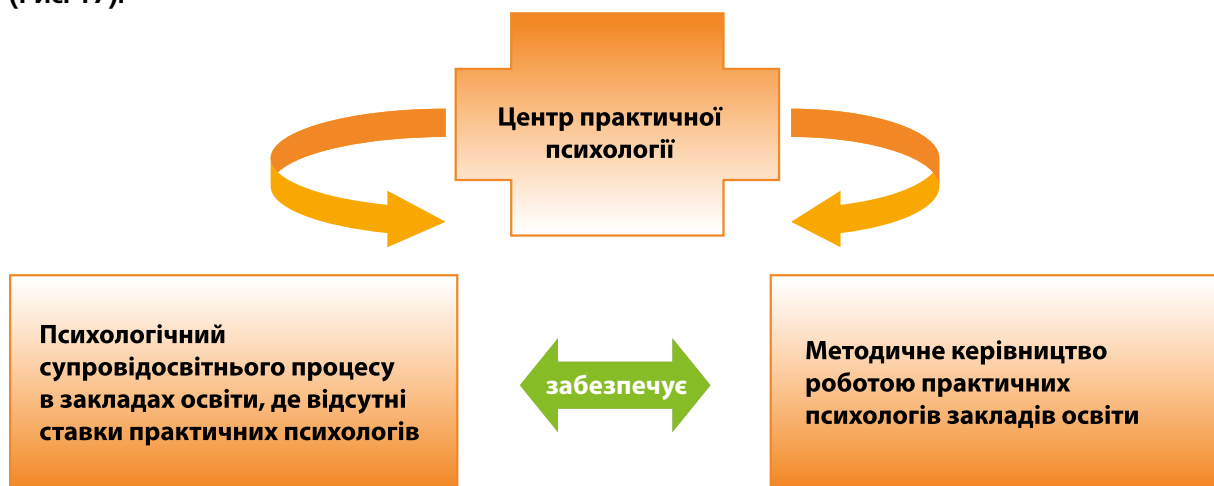 Центр практичної
психології
Психологічний
супровідосвітнього процесу
в закладах освіти, де відсутні
ставки практичних психологів
забезпечує
Методичне керівництво
роботою практичних
психологів закладів освіти